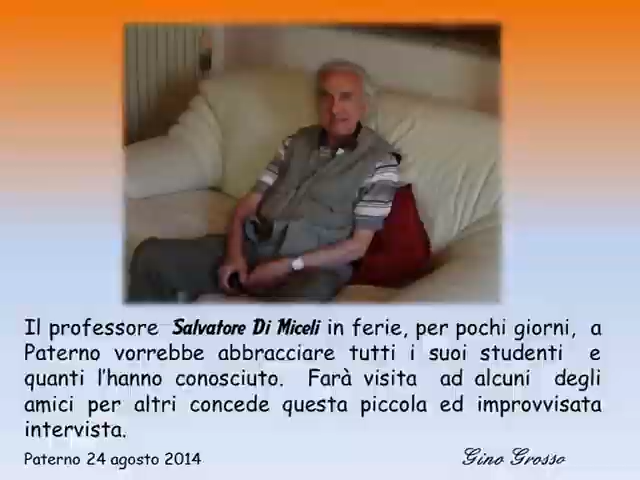 Il professore Salvatore Di Miceli in ferie, per pochi giorni, a
Paterno vorrebbe abbracciare tutti i suoi studenti e
quanti l'hanno conosciuto. Farà visita ad alcuni degli
amici per altri concede questa piccola ed improvvisata
intervista.
Paterno 24 agosto 2014 Gino Grosso